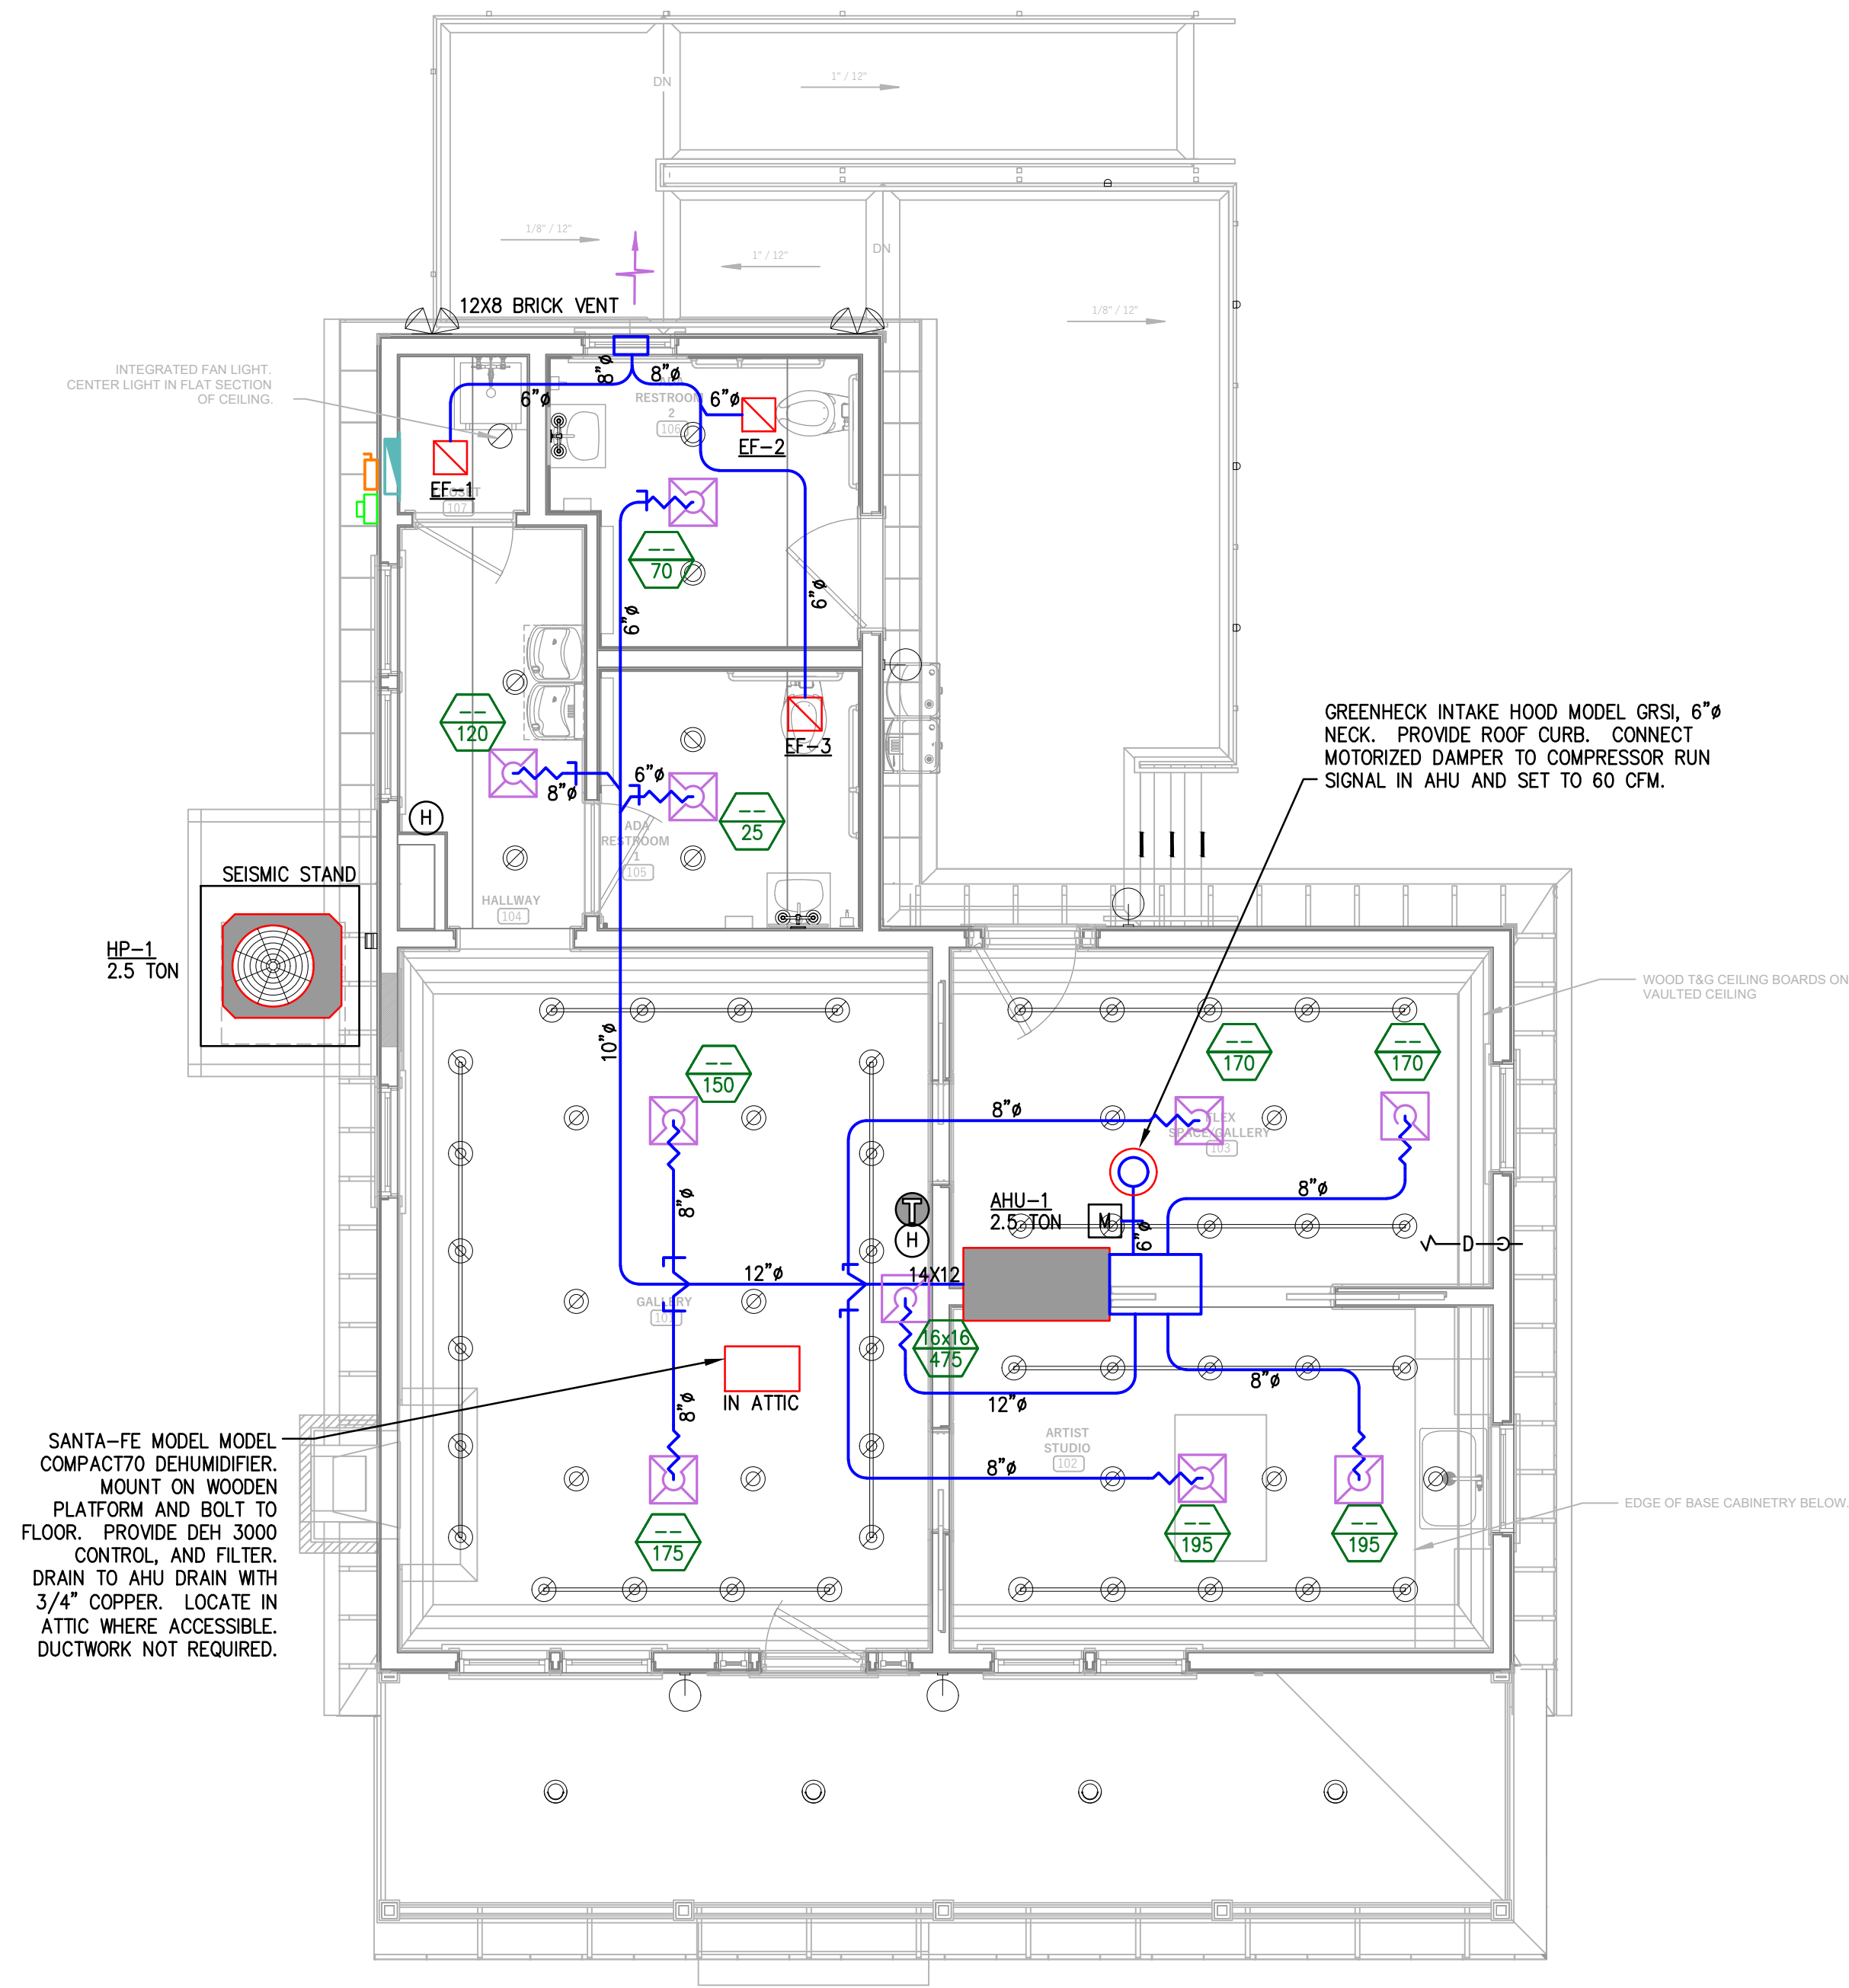 DN
1" / 12"
1/8" / 12"
1" / 12"
DN
1/8" / 12"
12X8 BRICK VENT
INTEGRATED FAN LIGHT.
CENTER LIGHT IN FLAT SECTION
OF CEILING.
8"ø
8"ø
6"ø
6"ø
ADA
RESTROOM
2
106
EF-2
EF-1
CLOSET
107
--
70
6"ø
6"ø
--
120
EF-3
6"ø
8"ø
--
25
H
ADA
RESTROOM
1
105
HALLWAY
104
GREENHECK INTAKE HOOD MODEL GRSI, 6"ø
NECK. PROVIDE ROOF CURB. CONNECT
MOTORIZED DAMPER TO COMPRESSOR RUN
SIGNAL IN AHU AND SET TO 60 CFM.
SEISMIC STAND
HP-1
2.5 TON
WOOD T&G CEILING BOARDS ON
VAULTED CEILING
10"ø
--
150
--
170
--
170
8"ø
FLEX
SPACE/GALLERY
103
8"ø
8"ø
AHU-1
2.5 TON
M
6"ø
T
H
D
12"ø
14X12
GALLERY
101
16x16
475
IN ATTIC
8"ø
12"ø
8"ø
ARTIST
STUDIO
102
8"ø
SANTA-FE MODEL MODEL
COMPACT70 DEHUMIDIFIER.
MOUNT ON WOODEN
PLATFORM AND BOLT TO
FLOOR. PROVIDE DEH 3000
CONTROL, AND FILTER.
DRAIN TO AHU DRAIN WITH
3/4" COPPER. LOCATE IN
ATTIC WHERE ACCESSIBLE.
DUCTWORK NOT REQUIRED.
EDGE OF BASE CABINETRY BELOW.
--
175
--
195
--
195